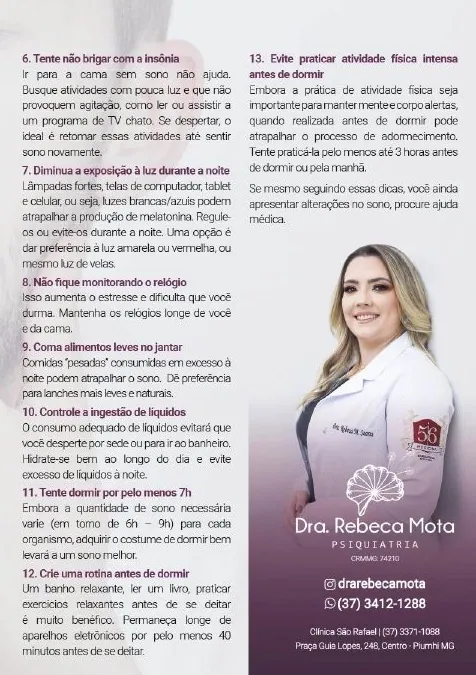 6. Tente não brigar com a insônia
Ir para a cama sem sono não ajuda.
Busque atividades com pouca luz e que não
provoquem agitação, como ler ou assistir a
um programa de TV chato. Se despertar, o
ideal é retomar essas atividades até sentir
sono novamente.
7. Diminua a exposição à luz durante a noite
Lâmpadas fortes, telas de computador, tablet
e celular, ou seja, luzes brancas/azuis podem
atrapalhar a produção de melatonina. Regule-
os ou evite-os durante a noite. Uma opção é
dar preferência à luz amarela ou vermelha, ou
mesmo luz de velas.
8. Não fique monitorando o relógio
Isso aumenta o estresse e dificulta que você
durma. Mantenha os relógios longe de você
e da cama.
9. Coma alimentos leves no jantar
Comidas "pesadas" consumidas em excesso à
noite podem atrapalhar o sono. Dê preferência
para lanches mais leves e naturais.
10. Controle a ingestão de líquidos
O consumo adequado de líquidos evitará que
você desperte por sede ou para ir ao banheiro.
Hidrate-se bem ao longo do dia e evite
excesso de líquidos à noite.
11. Tente dormir por pelo menos 7h
Embora a quantidade de sono necessária
varie (em torno de 6h – 9h) para cada
organismo, adquirir o costume de dormir bem
levará a um sono melhor.
12. Crie uma rotina antes de dormir
Um banho relaxante, ler um livro, praticar
exercícios relaxantes antes de se deitar
é muito benéfico. Permaneça longe de
aparelhos eletrônicos por pelo menos 40
minutos antes de se deitar.
13. Evite praticar atividade física intensa
antes de dormir
Embora a prática de atividade física seja
importante para manter mente e corpo alertas,
quando realizada antes de dormir pode
atrapalhar o processo de adormecimento.
Tente praticá-la pelo menos até 3 horas antes
de dormir ou pela manhã.
Se mesmo seguindo essas dicas, você ainda
apresentar alterações no sono, procure ajuda
médica.
56
Dra. Rebeca Mota
PSIQUIATRIA
CRMMG: 74210
drarebecamota
(37) 3412-1288
Clínica São Rafael | (37) 3371-1088
Praça Guia Lopes, 248, Centro - Piumhi MG